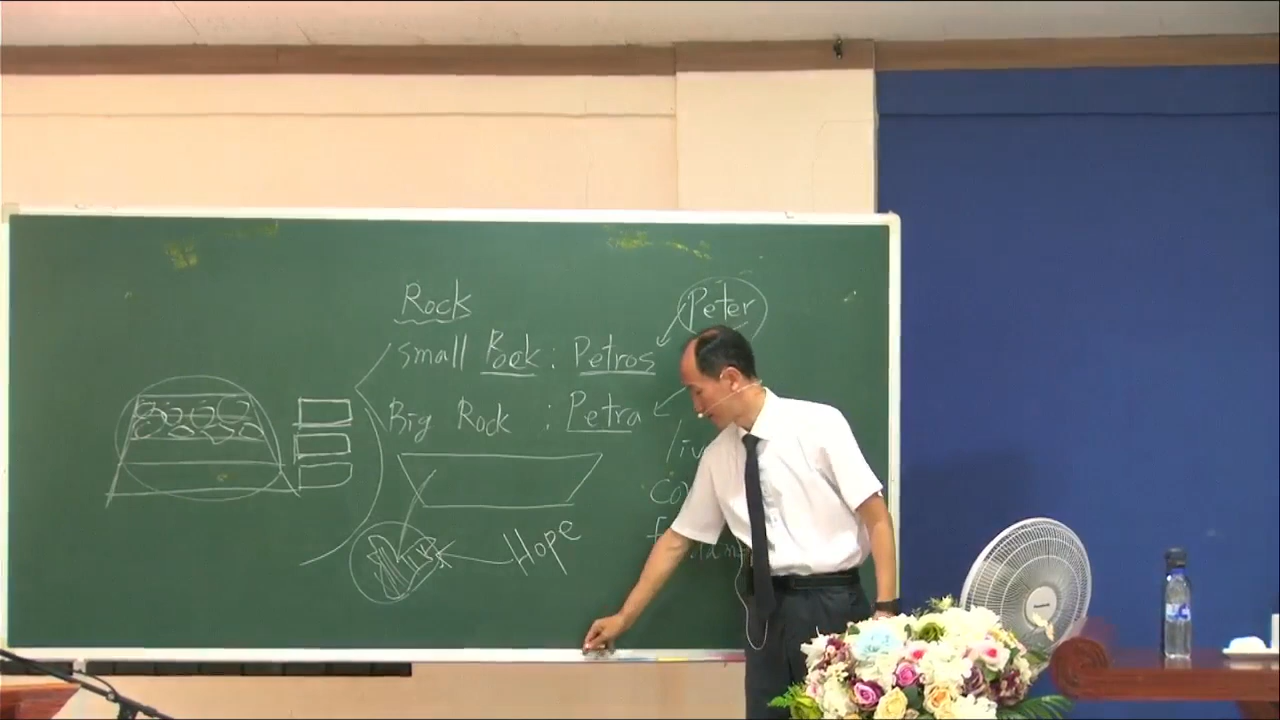 Rock
Peter
small Rock : Petros
Big Rock : Petra
Hope